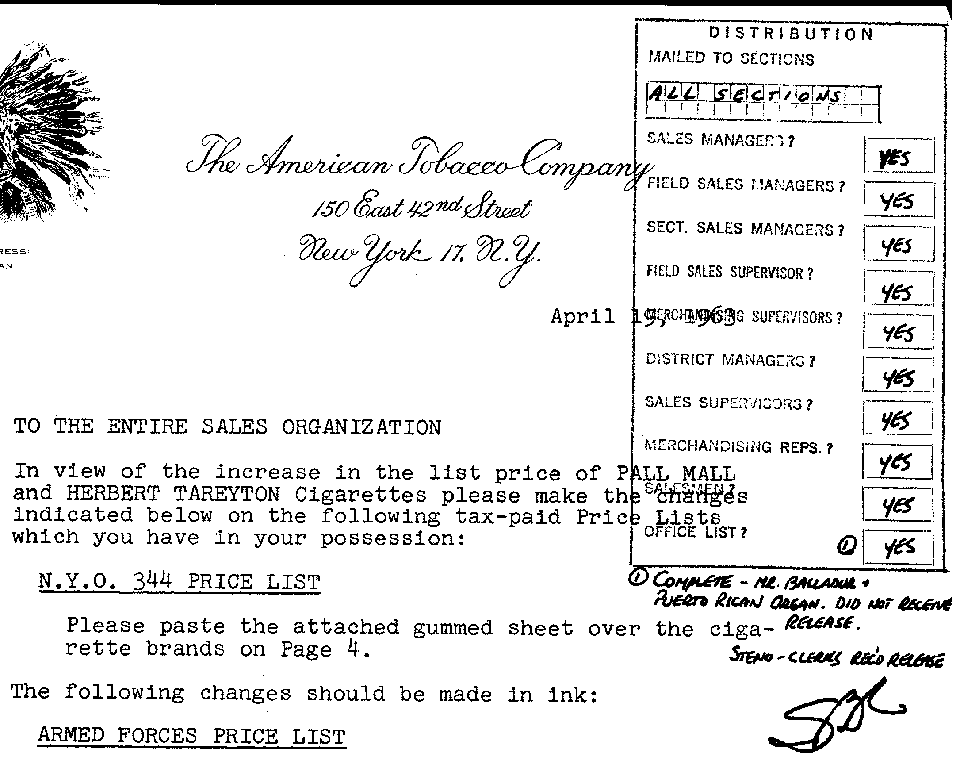 DISTRIBUTION
MAILED TO SECTIONS
ALL SECTIONS
SALES MANAGERS? YES
FIELD SALES MANAGERS? YES
SECT. SALES MANAGERS? YES
FIELD SALES SUPERVISOR? YES
MERCHANDISING SUPERVISORS? YES
DISTRICT MANAGERS? YES
SALES SUPERVISORS? YES
MERCHANDISING REPS.? YES
SALESMEN? YES
OFFICE LIST? ① YES
① COMPLETE - MR. BALLADUR +
PUERTO RICAN ORGAN. DID NOT RECEIVE
RELEASE.
STENO - CLERKS REC'D RELEASE
RESS:
AN
The American Tobacco Company
150 East 42nd Street
New York 17, N.Y.
April 19, 1963
TO THE ENTIRE SALES ORGANIZATION
In view of the increase in the list price of PALL MALL
and HERBERT TAREYTON Cigarettes please make the changes
indicated below on the following tax-paid Price Lists
which you have in your possession:
N.Y.O. 344 PRICE LIST
Please paste the attached gummed sheet over the ciga-
rette brands on Page 4.
The following changes should be made in ink:
ARMED FORCES PRICE LIST